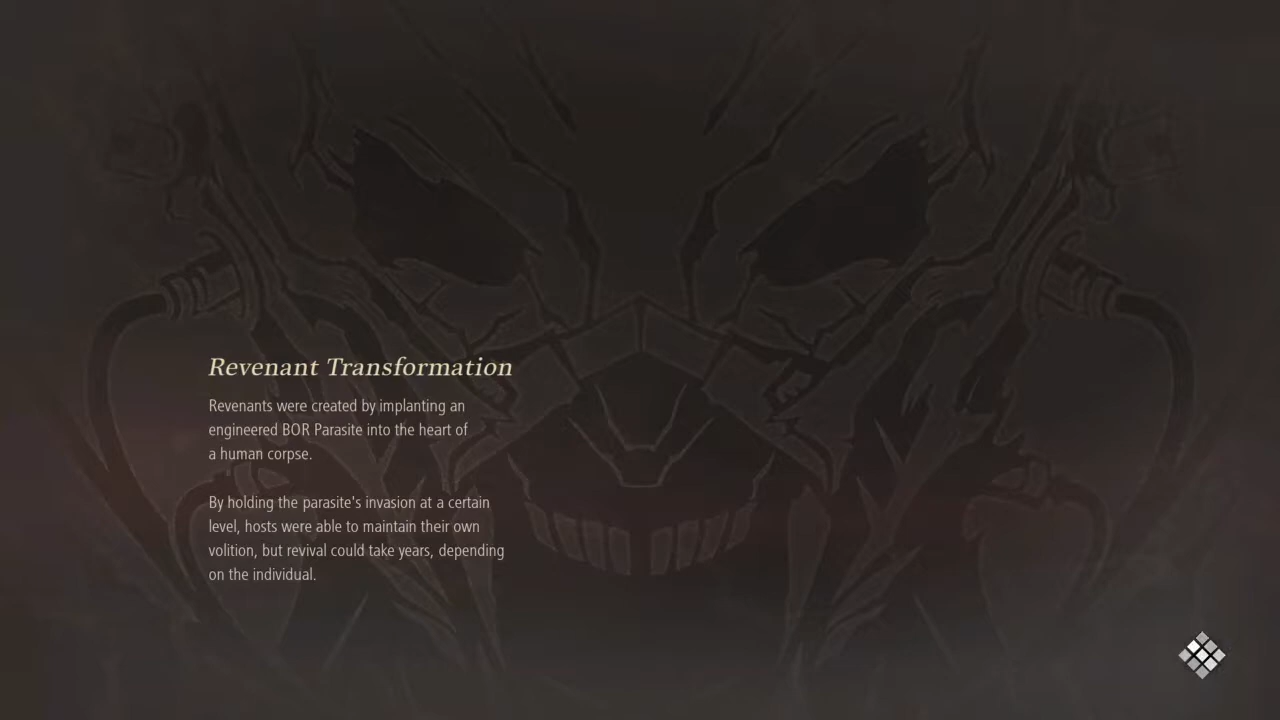 Revenant Transformation
Revenants were created by implanting an
engineered BOR Parasite into the heart of
a human corpse.
By holding the parasite's invasion at a certain
level, hosts were able to maintain their own
volition, but revival could take years, depending
on the individual.